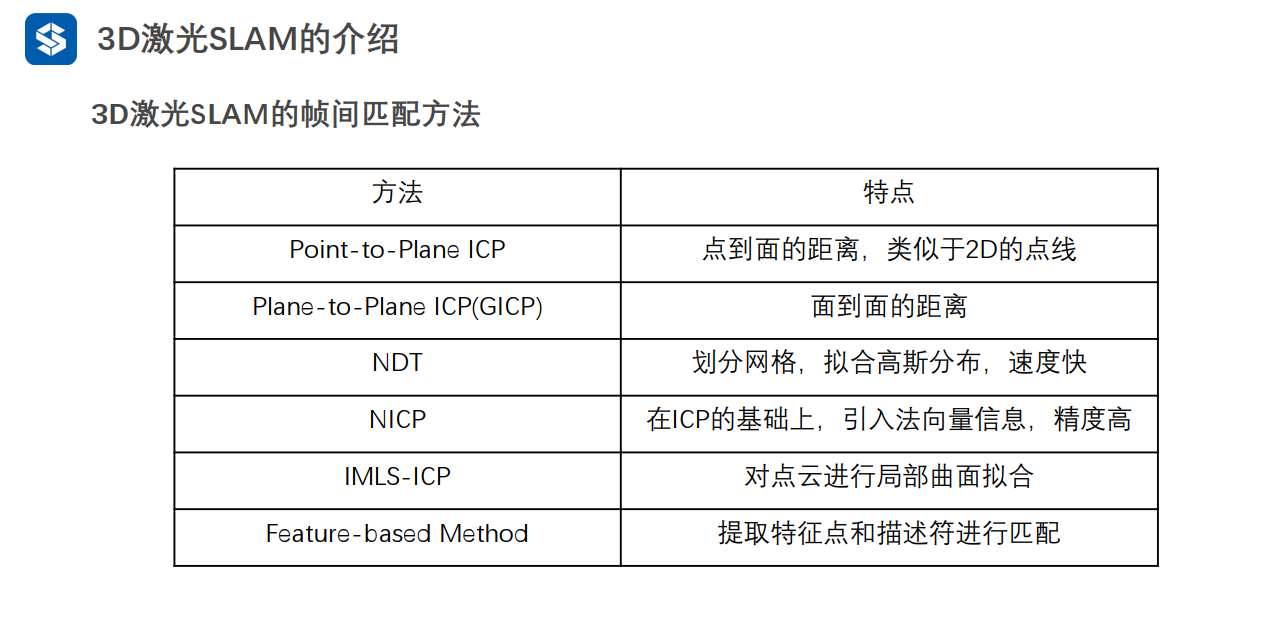 3D激光SLAM的介绍
3D激光SLAM的帧间匹配方法
方法 特点
Point-to-Plane ICP 点到面的距离，类似于2D的点线
Plane-to-Plane ICP(GICP) 面到面的距离
NDT 划分网格，拟合高斯分布，速度快
NICP 在ICP的基础上，引入法向量信息，精度高
IMLS-ICP 对点云进行局部曲面拟合
Feature-based Method 提取特征点和描述符进行匹配